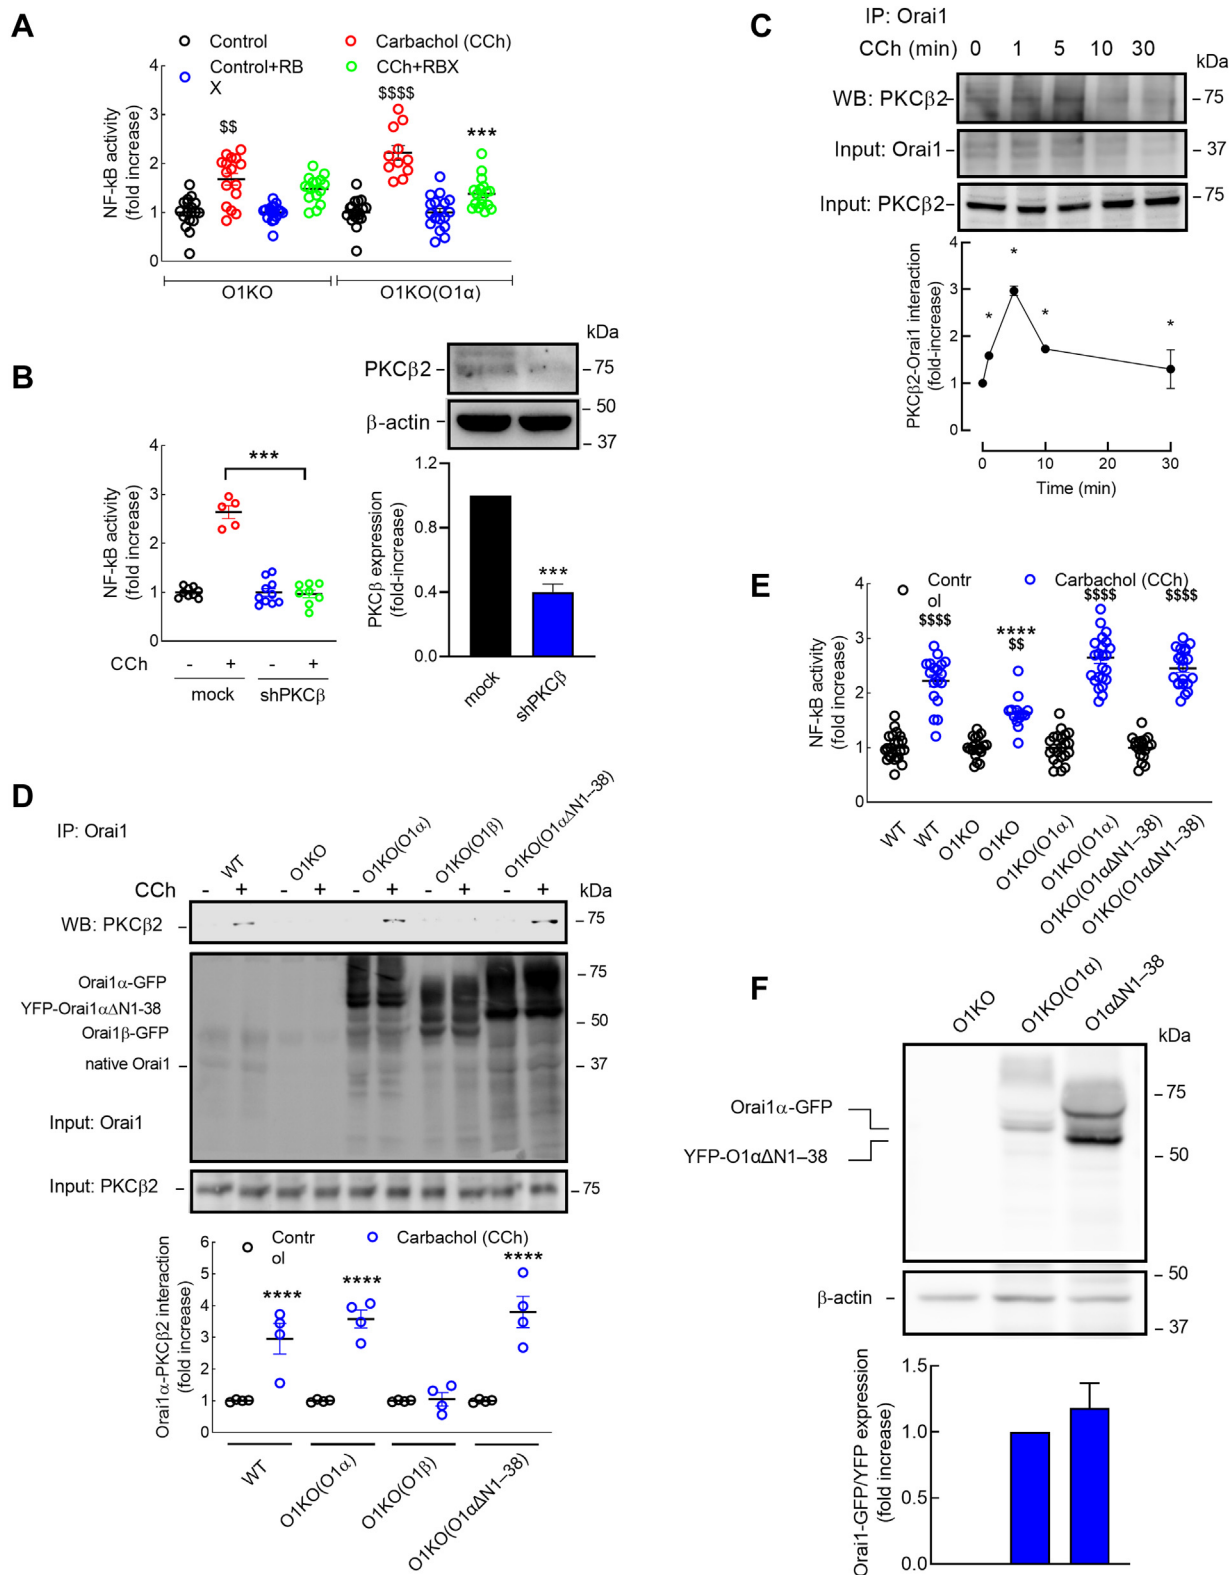 A
Control
Carbachol (CCh)
Control+RB
X
CCh+RBX
NF-kB activity
(fold increase)
4
3
2
1
0
$$
$$$$
***
O1KO
O1KO(O1α)
B
kDa
PKCβ2
75
β-actin
50
37
NF-kB activity
(fold increase)
4
3
2
1
0
***
CCh - + - +
mock shPKCβ
PKCβ expression
(fold-increase)
1.2
0.8
0.4
0.0
***
mock
shPKCβ
C
IP: Orai1
CCh (min) 0 1 5 10 30
kDa
WB: PKCβ2
75
Input: Orai1
37
Input: PKCβ2
75
PKCβ2-Orai1 interaction
(fold-increase)
4
3
2
1
0
* * * *
0 10 20 30
Time (min)
D
IP: Orai1
WT
O1KO
O1KO(O1α)
O1KO(O1β)
O1KO(O1αΔN1–38)
CCh - + - + - + - + - +
kDa
WB: PKCβ2
75
Orai1α-GFP
YFP-Orai1αΔN1-38
Orai1β-GFP
native Orai1
75
50
37
Input: Orai1
Input: PKCβ2
75
Orai1α-PKCβ2 interaction
(fold increase)
6
5
4
3
2
1
0
Contr
ol
Carbachol (CCh)
****
****
****
WT
O1KO(O1α)
O1KO(O1β)
O1KO(O1αΔN1–38)
E
NF-kB activity
(fold increase)
4
3
2
1
0
Contr
ol
Carbachol (CCh)
$$$$
****
$$
$$$$
$$$$
WT
WT
O1KO
O1KO
O1KO(O1α)
O1KO(O1α)
O1KO(O1αΔN1–38)
O1KO(O1αΔN1–38)
F
O1KO
O1KO(O1α)
O1αΔN1–38
kDa
Orai1α-GFP
YFP-O1αΔN1–38
75
50
β-actin
50
37
Orai1-GFP/YFP expression
(fold increase)
1.5
1.0
0.5
0.0